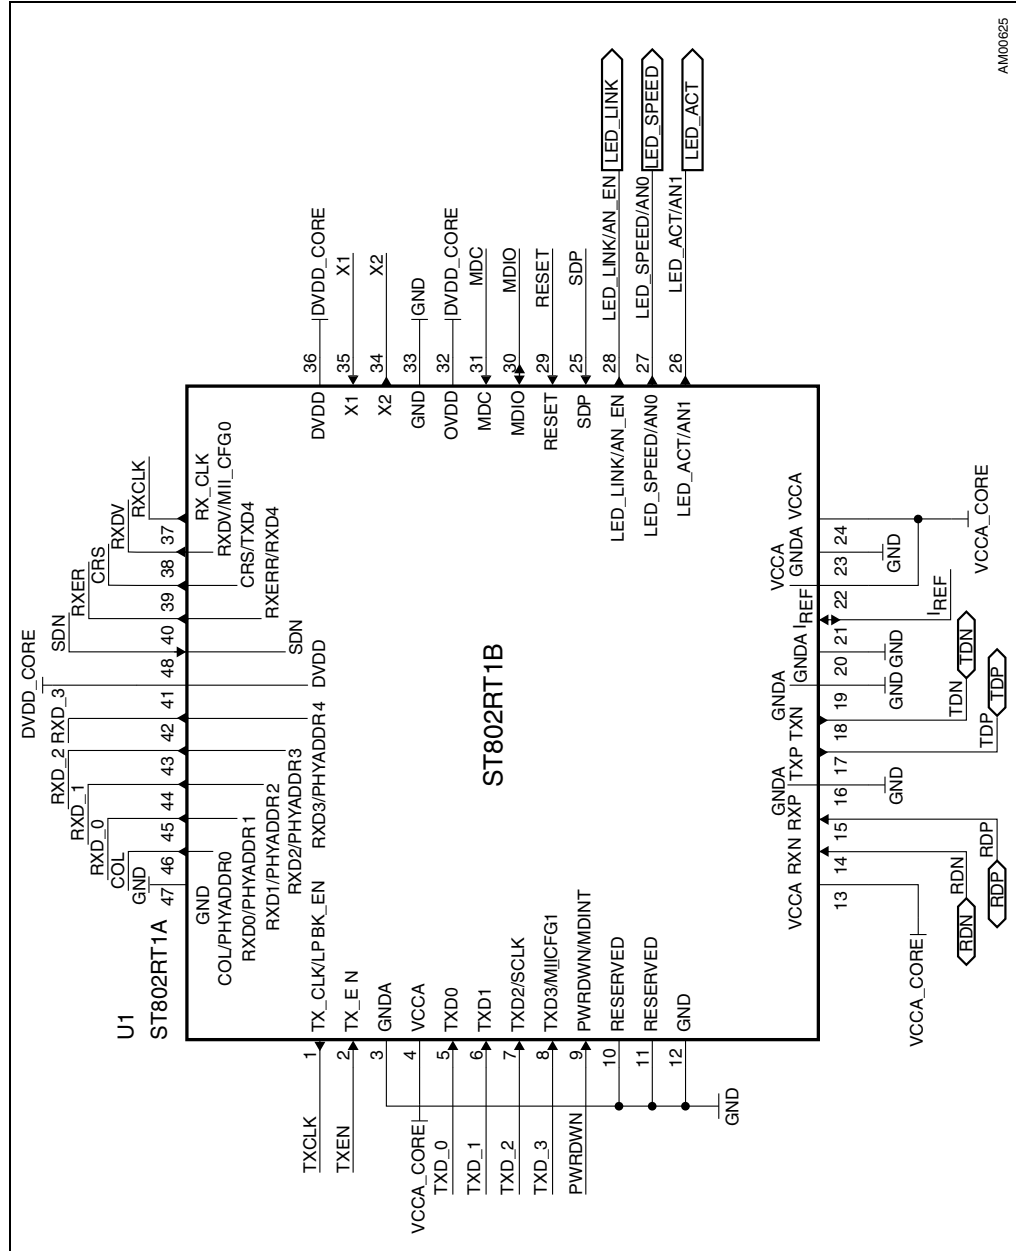 AM00625
U1
ST802RT1A
ST802RT1B
TXCLK
1
TX_CLK/LPBK_EN
TXEN
2
TX_E N
3
GNDA
VCCA_CORE
4
VCCA
TXD_0
5
TXD0
TXD_1
6
TXD1
TXD_2
7
TXD2/SCLK
TXD_3
8
TXD3/MIICFG1
PWRDWN
9
PWRDWN/MDINT
10
RESERVED
11
RESERVED
12
GND
GND
VCCA_CORE
13
VCCA
RDN
RDN
14
RXN
RDP
RDP
15
RXP
GND
16
GNDA
TDP
TDP
17
TXP
TDN
TDN
18
TXN
GND
19
GNDA
GND
20
GNDA
IREF
21
IREF
22
VCCA
GND
23
GNDA
24
VCCA
VCCA_CORE
DVDD_CORE
36
DVDD
X1
35
X1
X2
34
X2
GND
33
GND
DVDD_CORE
32
OVDD
MDC
31
MDC
MDIO
30
MDIO
RESET
29
RESET
SDP
25
SDP
LED_LINK
LED_LINK/AN_EN
28
LED_LINK/AN_EN
LED_SPEED
LED_SPEED/AN0
27
LED_SPEED/AN0
LED_ACT
LED_ACT/AN1
26
LED_ACT/AN1
RXCLK
37
RX_CLK
RXDV
38
RXDV/MII_CFG0
CRS
39
CRS/TXD4
RXER
40
RXERR/RXD4
SDN
48
SDN
DVDD_CORE
41
DVDD
RXD_3
42
RXD3/PHYADDR4
RXD_2
43
RXD2/PHYADDR3
RXD_1
44
RXD1/PHYADDR2
RXD_0
45
RXD0/PHYADDR1
COL
46
COL/PHYADDR0
GND
47
GND